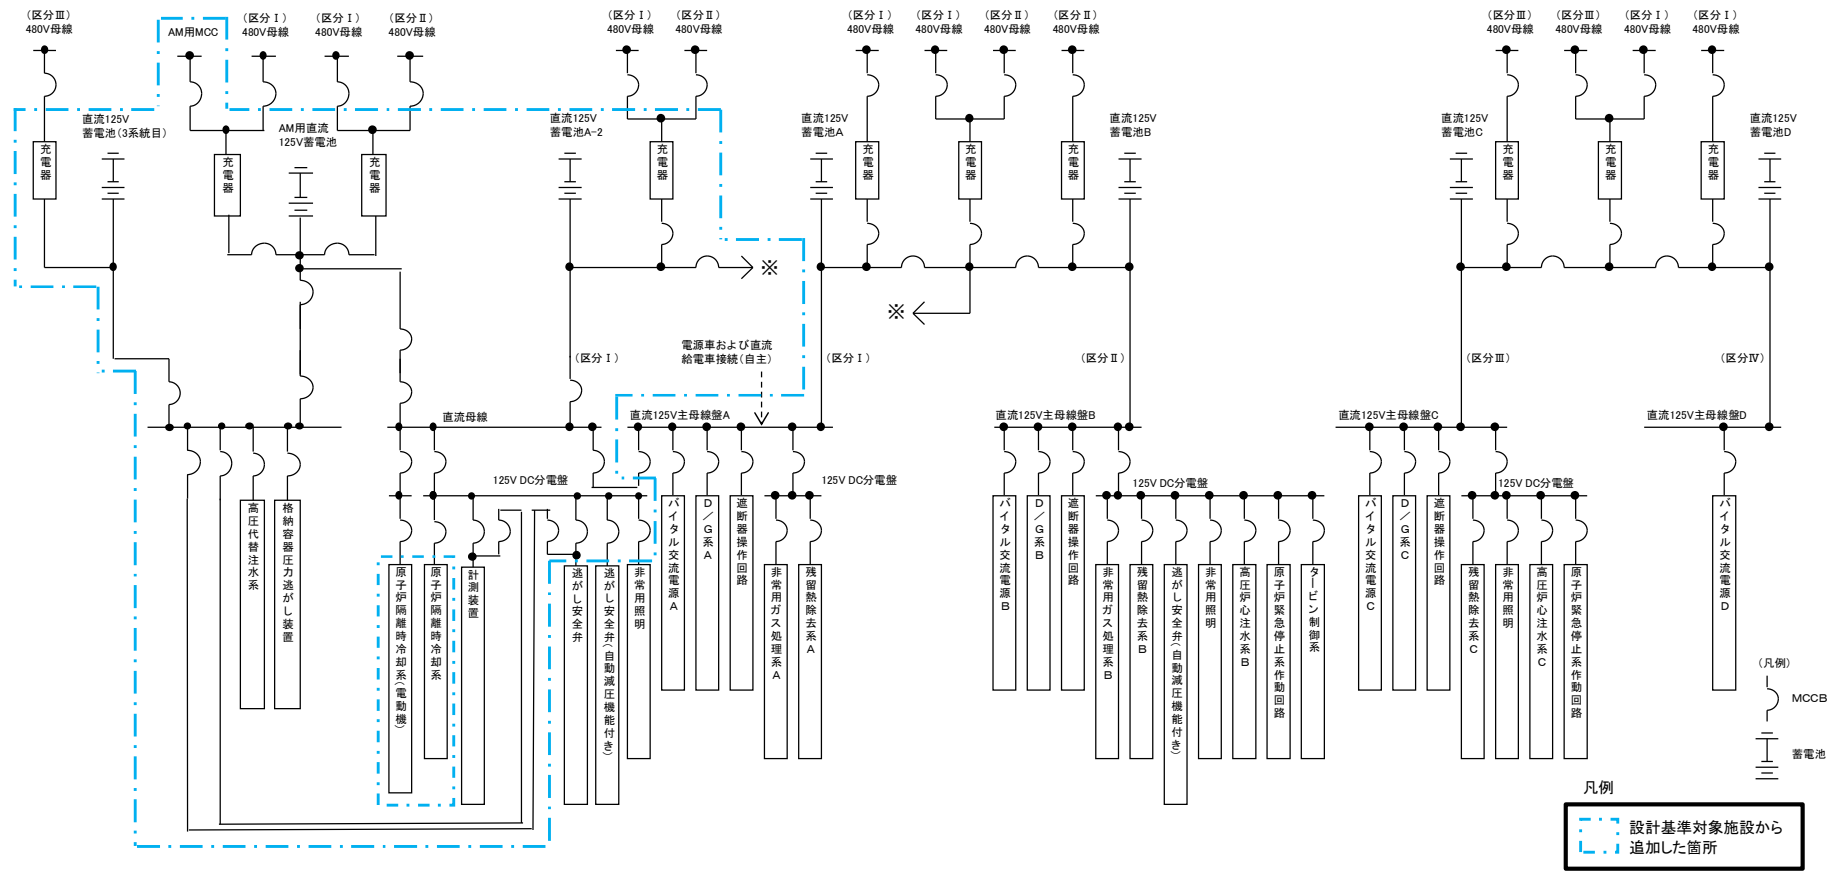 (区分Ⅲ)
480V母線
AM用MCC
(区分Ⅰ)
480V母線
(区分Ⅰ)
480V母線
(区分Ⅱ)
480V母線
(区分Ⅰ)
480V母線
(区分Ⅱ)
480V母線
(区分Ⅰ)
480V母線
(区分Ⅰ)
480V母線
(区分Ⅱ)
480V母線
(区分Ⅱ)
480V母線
(区分Ⅲ)
480V母線
(区分Ⅲ)
480V母線
(区分Ⅰ)
480V母線
(区分Ⅰ)
480V母線
直流125V
蓄電池(3系統目)
AM用直流
125V蓄電池
直流125V
蓄電池A-2
直流125V
蓄電池A
直流125V
蓄電池B
直流125V
蓄電池C
直流125V
蓄電池D
充電器
充電器
充電器
充電器
充電器
充電器
充電器
充電器
充電器
充電器
※
※
(区分Ⅰ)
電源車および直流
給電車接続(自主)
(区分Ⅰ)
(区分Ⅱ)
(区分Ⅲ)
(区分Ⅳ)
直流母線
直流125V主母線盤A
直流125V主母線盤B
直流125V主母線盤C
直流125V主母線盤D
125V DC分電盤
125V DC分電盤
125V DC分電盤
125V DC分電盤
高圧代替注水系
格納容器圧力逃がし装置
原子炉隔離時冷却系(電動機)
原子炉隔離時冷却系
計測装置
逃がし安全弁
逃がし安全弁(自動減圧機能付き)
非常用照明
バイタル交流電源A
D/G系A
遮断器操作回路
非常用ガス処理系A
残留熱除去系A
バイタル交流電源B
D/G系B
遮断器操作回路
非常用ガス処理系B
残留熱除去系B
逃がし安全弁(自動減圧機能付き)
非常用照明
高圧炉心注水系B
原子炉緊急停止系作動回路
タービン制御系
バイタル交流電源C
D/G系C
遮断器操作回路
残留熱除去系C
非常用照明
高圧炉心注水系C
原子炉緊急停止系作動回路
バイタル交流電源D
(凡例)
MCCB
蓄電池
凡例
設計基準対象施設から
追加した箇所